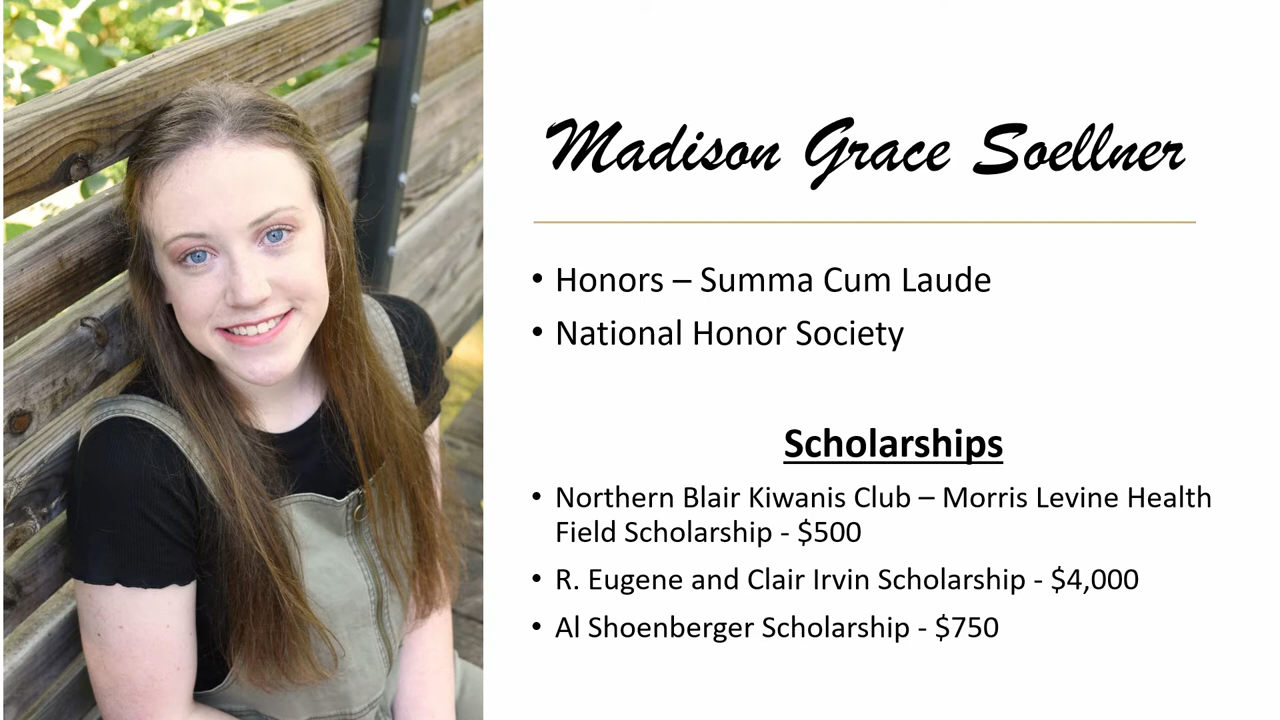 Madison Grace Soellner
• Honors – Summa Cum Laude
• National Honor Society
Scholarships
• Northern Blair Kiwanis Club – Morris Levine Health
Field Scholarship - $500
• R. Eugene and Clair Irvin Scholarship - $4,000
• Al Shoenberger Scholarship - $750